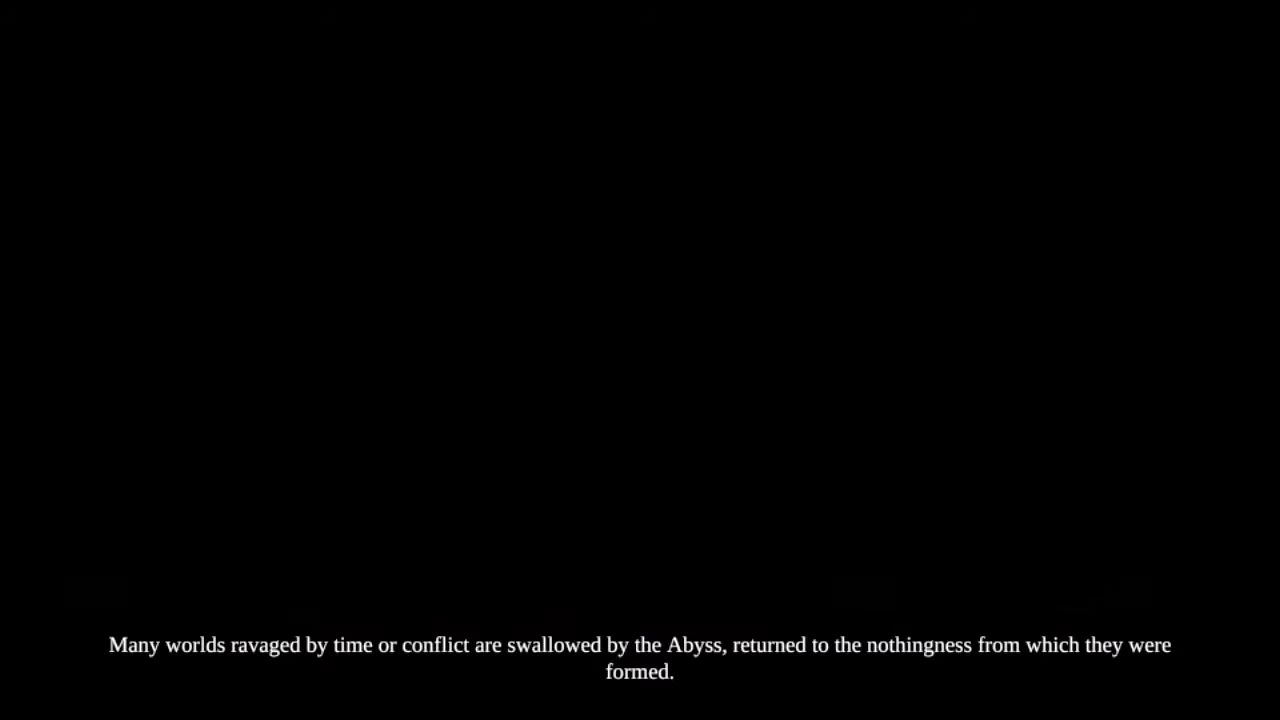 Many worlds ravaged by time or conflict are swallowed by the Abyss, returned to the nothingness from which they were
formed.